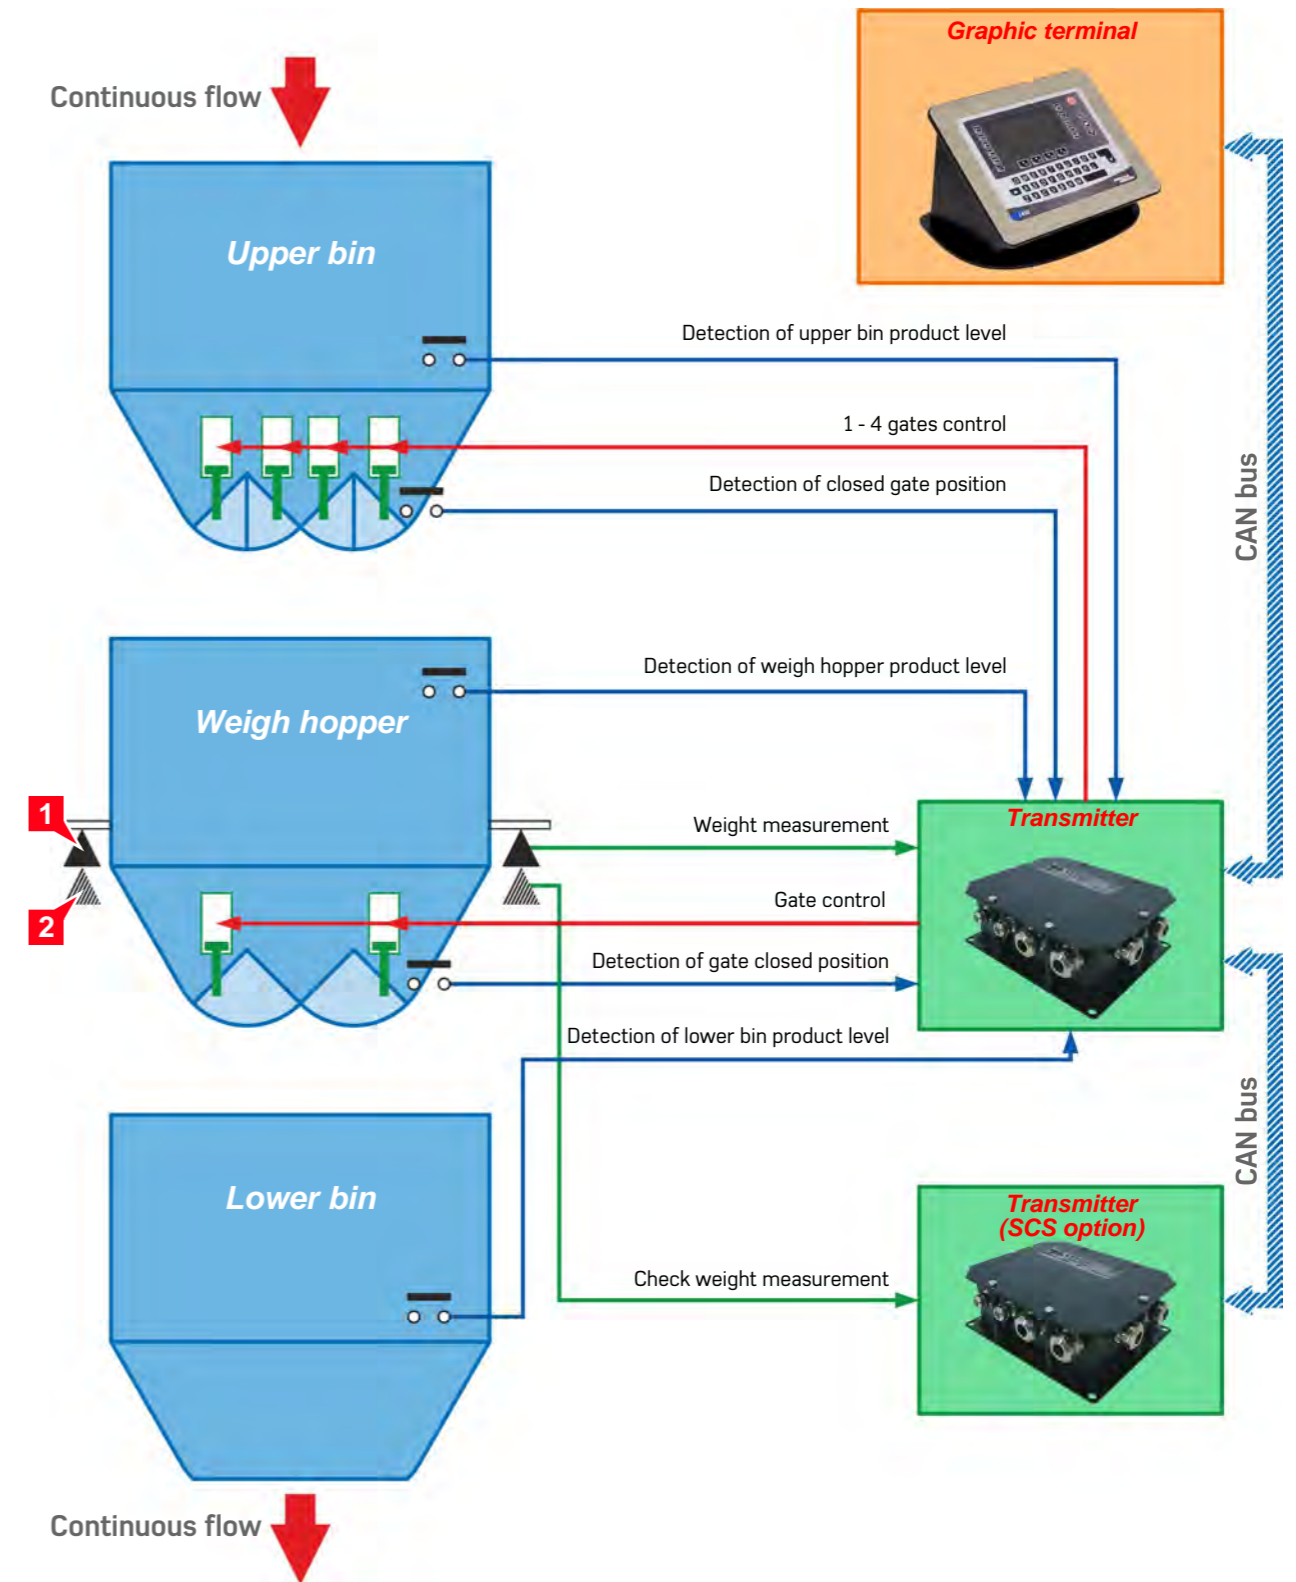 Graphic terminal
Continuous flow
Upper bin
Detection of upper bin product level
1 - 4 gates control
Detection of closed gate position
CAN bus
Detection of weigh hopper product level
Weigh hopper
1
Weight measurement
Transmitter
2
Gate control
Detection of gate closed position
Detection of lower bin product level
CAN bus
Lower bin
Transmitter
(SCS option)
Check weight measurement
Continuous flow